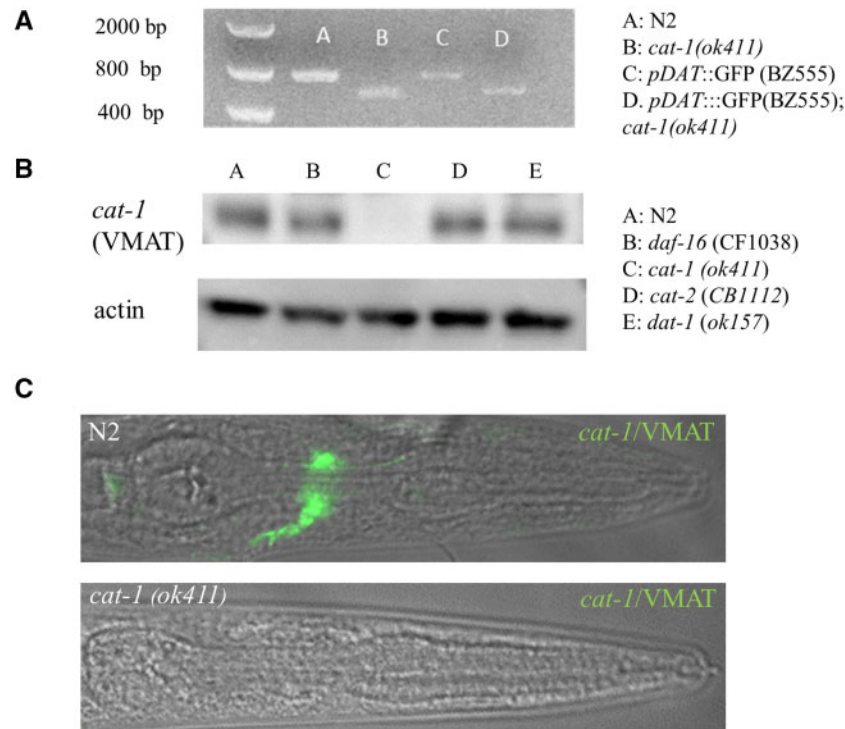 A
2000 bp
800 bp
400 bp
A B C D
A: N2
B: cat-1(ok411)
C: pDAT::GFP (BZ555)
D. pDAT:::GFP(BZ555);
cat-1(ok411)
B
A B C D E
cat-1
(VMAT)
actin
A: N2
B: daf-16 (CF1038)
C: cat-1 (ok411)
D: cat-2 (CB1112)
E: dat-1 (ok157)
C
N2 cat-1/VMAT
cat-1 (ok411) cat-1/VMAT